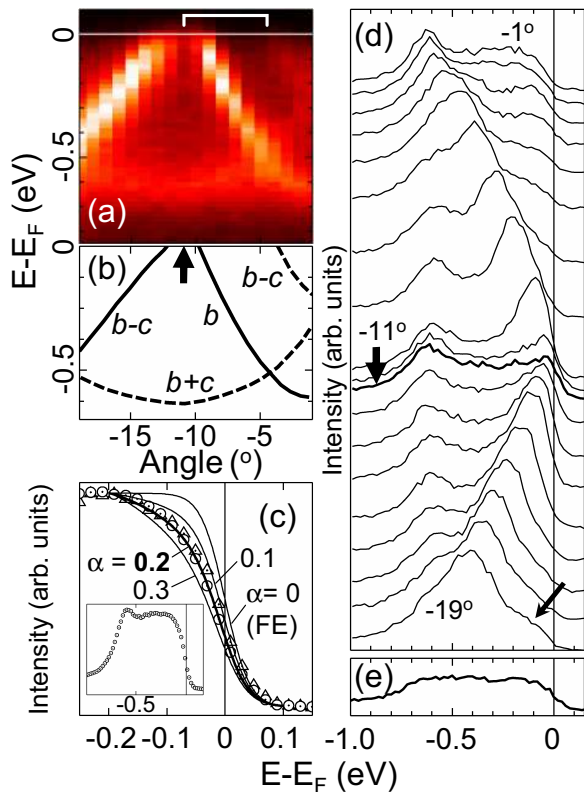 0
-0.5
(a)
E-E_F (eV)
0
-0.5
(b)
b-c
b
b-c
b+c
-15
-10
-5
Angle (°)
Intensity (arb. units)
(c)
α = 0.2
0.3
0.1
α= 0
(FE)
-0.5
-0.2
-0.1
0
0.1
E-E_F (eV)
Intensity (arb. units)
(d)
-1°
-11°
-19°
(e)
-1.0
-0.5
0
E-E_F (eV)